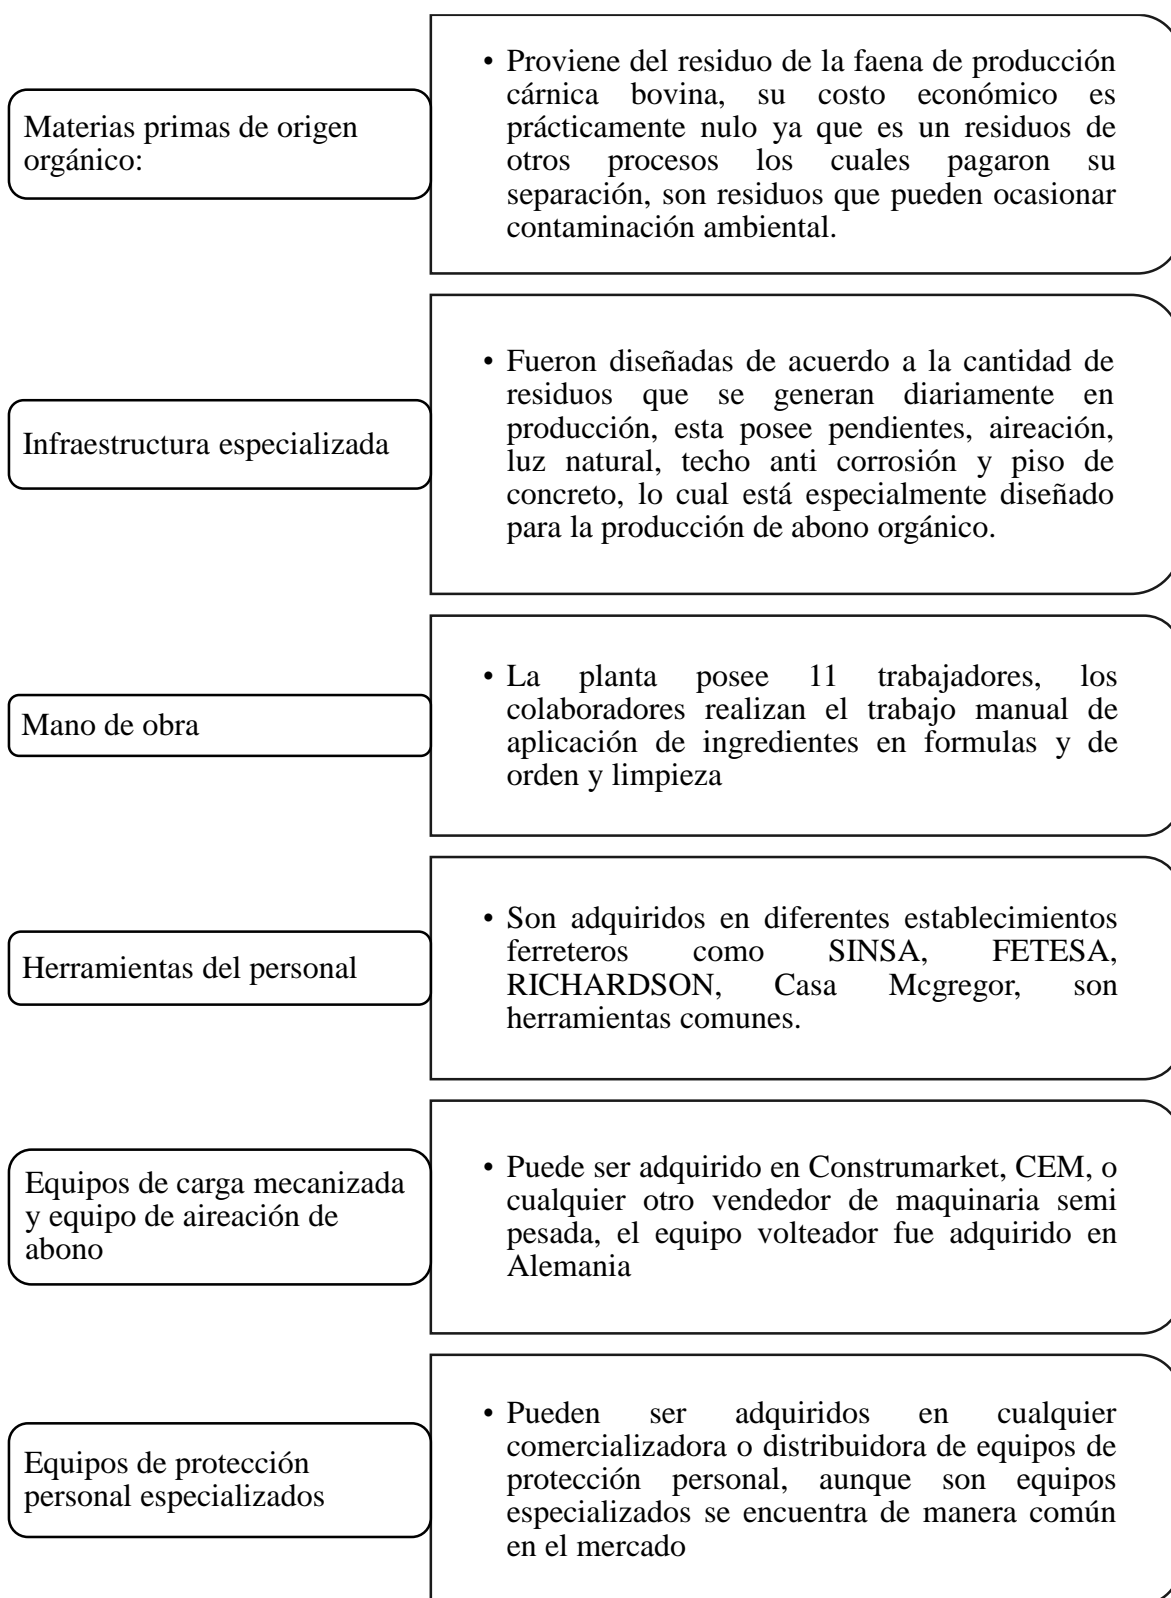 Materias primas de origen
orgánico:
• Proviene del residuo de la faena de producción
cárnica bovina, su costo económico es
prácticamente nulo ya que es un residuos de
otros procesos los cuales pagaron su
separación, son residuos que pueden ocasionar
contaminación ambiental.
Infraestructura especializada
• Fueron diseñadas de acuerdo a la cantidad de
residuos que se generan diariamente en
producción, esta posee pendientes, aireación,
luz natural, techo anti corrosión y piso de
concreto, lo cual está especialmente diseñado
para la producción de abono orgánico.
Mano de obra
• La planta posee 11 trabajadores, los
colaboradores realizan el trabajo manual de
aplicación de ingredientes en formulas y de
orden y limpieza
Herramientas del personal
• Son adquiridos en diferentes establecimientos
ferreteros como SINSA, FETESA,
RICHARDSON, Casa Mcgregor, son
herramientas comunes.
Equipos de carga mecanizada
y equipo de aireación de
abono
• Puede ser adquirido en Construmarket, CEM, o
cualquier otro vendedor de maquinaria semi
pesada, el equipo volteador fue adquirido en
Alemania
Equipos de protección
personal especializados
• Pueden ser adquiridos en cualquier
comercializadora o distribuidora de equipos de
protección personal, aunque son equipos
especializados se encuentra de manera común
en el mercado